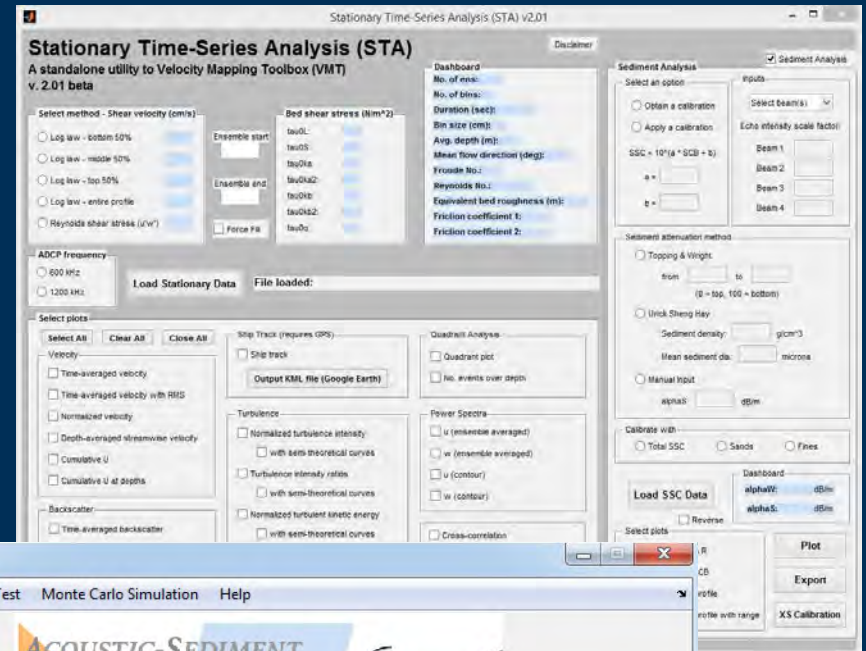 Stationary Time-Series Analysis (STA) v2.01
Stationary Time-Series Analysis (STA)
A standalone utility to Velocity Mapping Toolbox (VMT)
v. 2.01 beta
Disclaimer
Select method - Shear velocity (cm/s)
Log law - bottom 50%
Log law - middle 50%
Log law - top 50%
Log law - entire profile
Reynolds shear stress (u'w')
Ensemble start
Ensemble end
Force Fit
Bed shear stress (N/m^2)
tau0L:
tau0S:
tau0ka:
tau0ka2:
tau0kb:
tau0kb2:
Dashboard
No. of ens:
No. of bins:
Duration (sec):
Bin size (cm):
Avg. depth (m):
Mean flow direction (deg):
Froude No.:
Reynolds No.:
Equivalent bed roughness (m):
Friction coefficient 1:
Friction coefficient 2:
ADCP frequency
600 kHz
1200 kHz
Load Stationary Data
File loaded:
Select plots
Select All
Clear All
Close All
Velocity
Time-averaged velocity
Time-averaged velocity with RMS
Normalized velocity
Depth-averaged streamwise velocity
Cumulative U
Cumulative U at depths
Backscatter
Time-averaged backscatter
Ship Track (requires GPS)
Ship track
Output KML file (Google Earth)
Turbulence
Normalized turbulence intensity
with semi-theoretical curves
Turbulence intensity ratios
with semi-theoretical curves
Normalized turbulent kinetic energy
with semi-theoretical curves
Quadrant Analysis
Quadrant plot
No. events over depth
Power Spectra
u (ensemble averaged)
w (ensemble averaged)
u (contour)
w (contour)
Cross-correlation
Sediment Analysis
Sediment Analysis
Select an option
Obtain a calibration
Apply a calibration
SSC = 10^(a * SCB + b)
a =
b =
Inputs
Select beam(s)
Echo intensity scale factor:
Beam 1
Beam 2
Beam 3
Beam 4
Sediment attenuation method
Topping & Wright
from
to
(0 = top, 100 = bottom)
Urick Sheng Hay
Sediment density:
g/cm^3
Mean sediment dia:
microns
Manual Input
alphaS
dB/m
Calibrate with
Total SSC
Sands
Fines
Load SSC Data
Reverse
Dashboard
alphaW:
dB/m
alphaS:
dB/m
Select plots
R
CB
rofile
rofile with range
Plot
Export
XS Calibration
Test
Monte Carlo Simulation
Help
ACOUSTIC-SEDIMENT